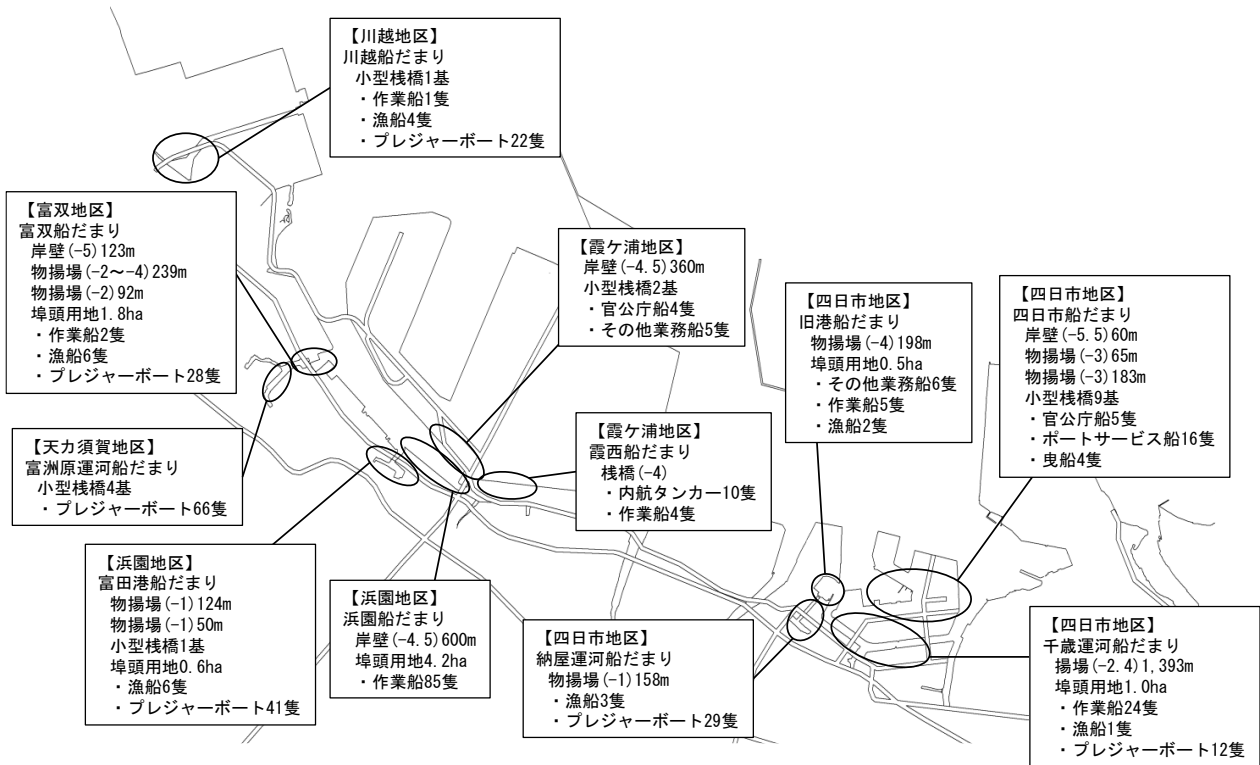 【川越地区】
川越船だまり
小型桟橋1基
・作業船1隻
・漁船4隻
・プレジャーボート22隻
【富双地区】
富双船だまり
岸壁(-5)123m
物揚場(-2～-4)239m
物揚場(-2)92m
埠頭用地1.8ha
・作業船2隻
・漁船6隻
・プレジャーボート28隻
【霞ケ浦地区】
岸壁(-4.5)360m
小型桟橋2基
・官公庁船4隻
・その他業務船5隻
【四日市地区】
旧港船だまり
物揚場(-4)198m
埠頭用地0.5ha
・その他業務船6隻
・作業船5隻
・漁船2隻
【四日市地区】
四日市船だまり
岸壁(-5.5)60m
物揚場(-3)65m
物揚場(-3)183m
小型桟橋9基
・官公庁船5隻
・ポートサービス船16隻
・曳船4隻
【天カ須賀地区】
富洲原運河船だまり
小型桟橋4基
・プレジャーボート66隻
【霞ケ浦地区】
霞西船だまり
桟橋(-4)
・内航タンカー10隻
・作業船4隻
【浜園地区】
富田港船だまり
物揚場(-1)124m
物揚場(-1)50m
小型桟橋1基
埠頭用地0.6ha
・漁船6隻
・プレジャーボート41隻
【浜園地区】
浜園船だまり
岸壁(-4.5)600m
埠頭用地4.2ha
・作業船85隻
【四日市地区】
納屋運河船だまり
物揚場(-1)158m
・漁船3隻
・プレジャーボート29隻
【四日市地区】
千歳運河船だまり
揚場(-2.4)1,393m
埠頭用地1.0ha
・作業船24隻
・漁船1隻
・プレジャーボート12隻